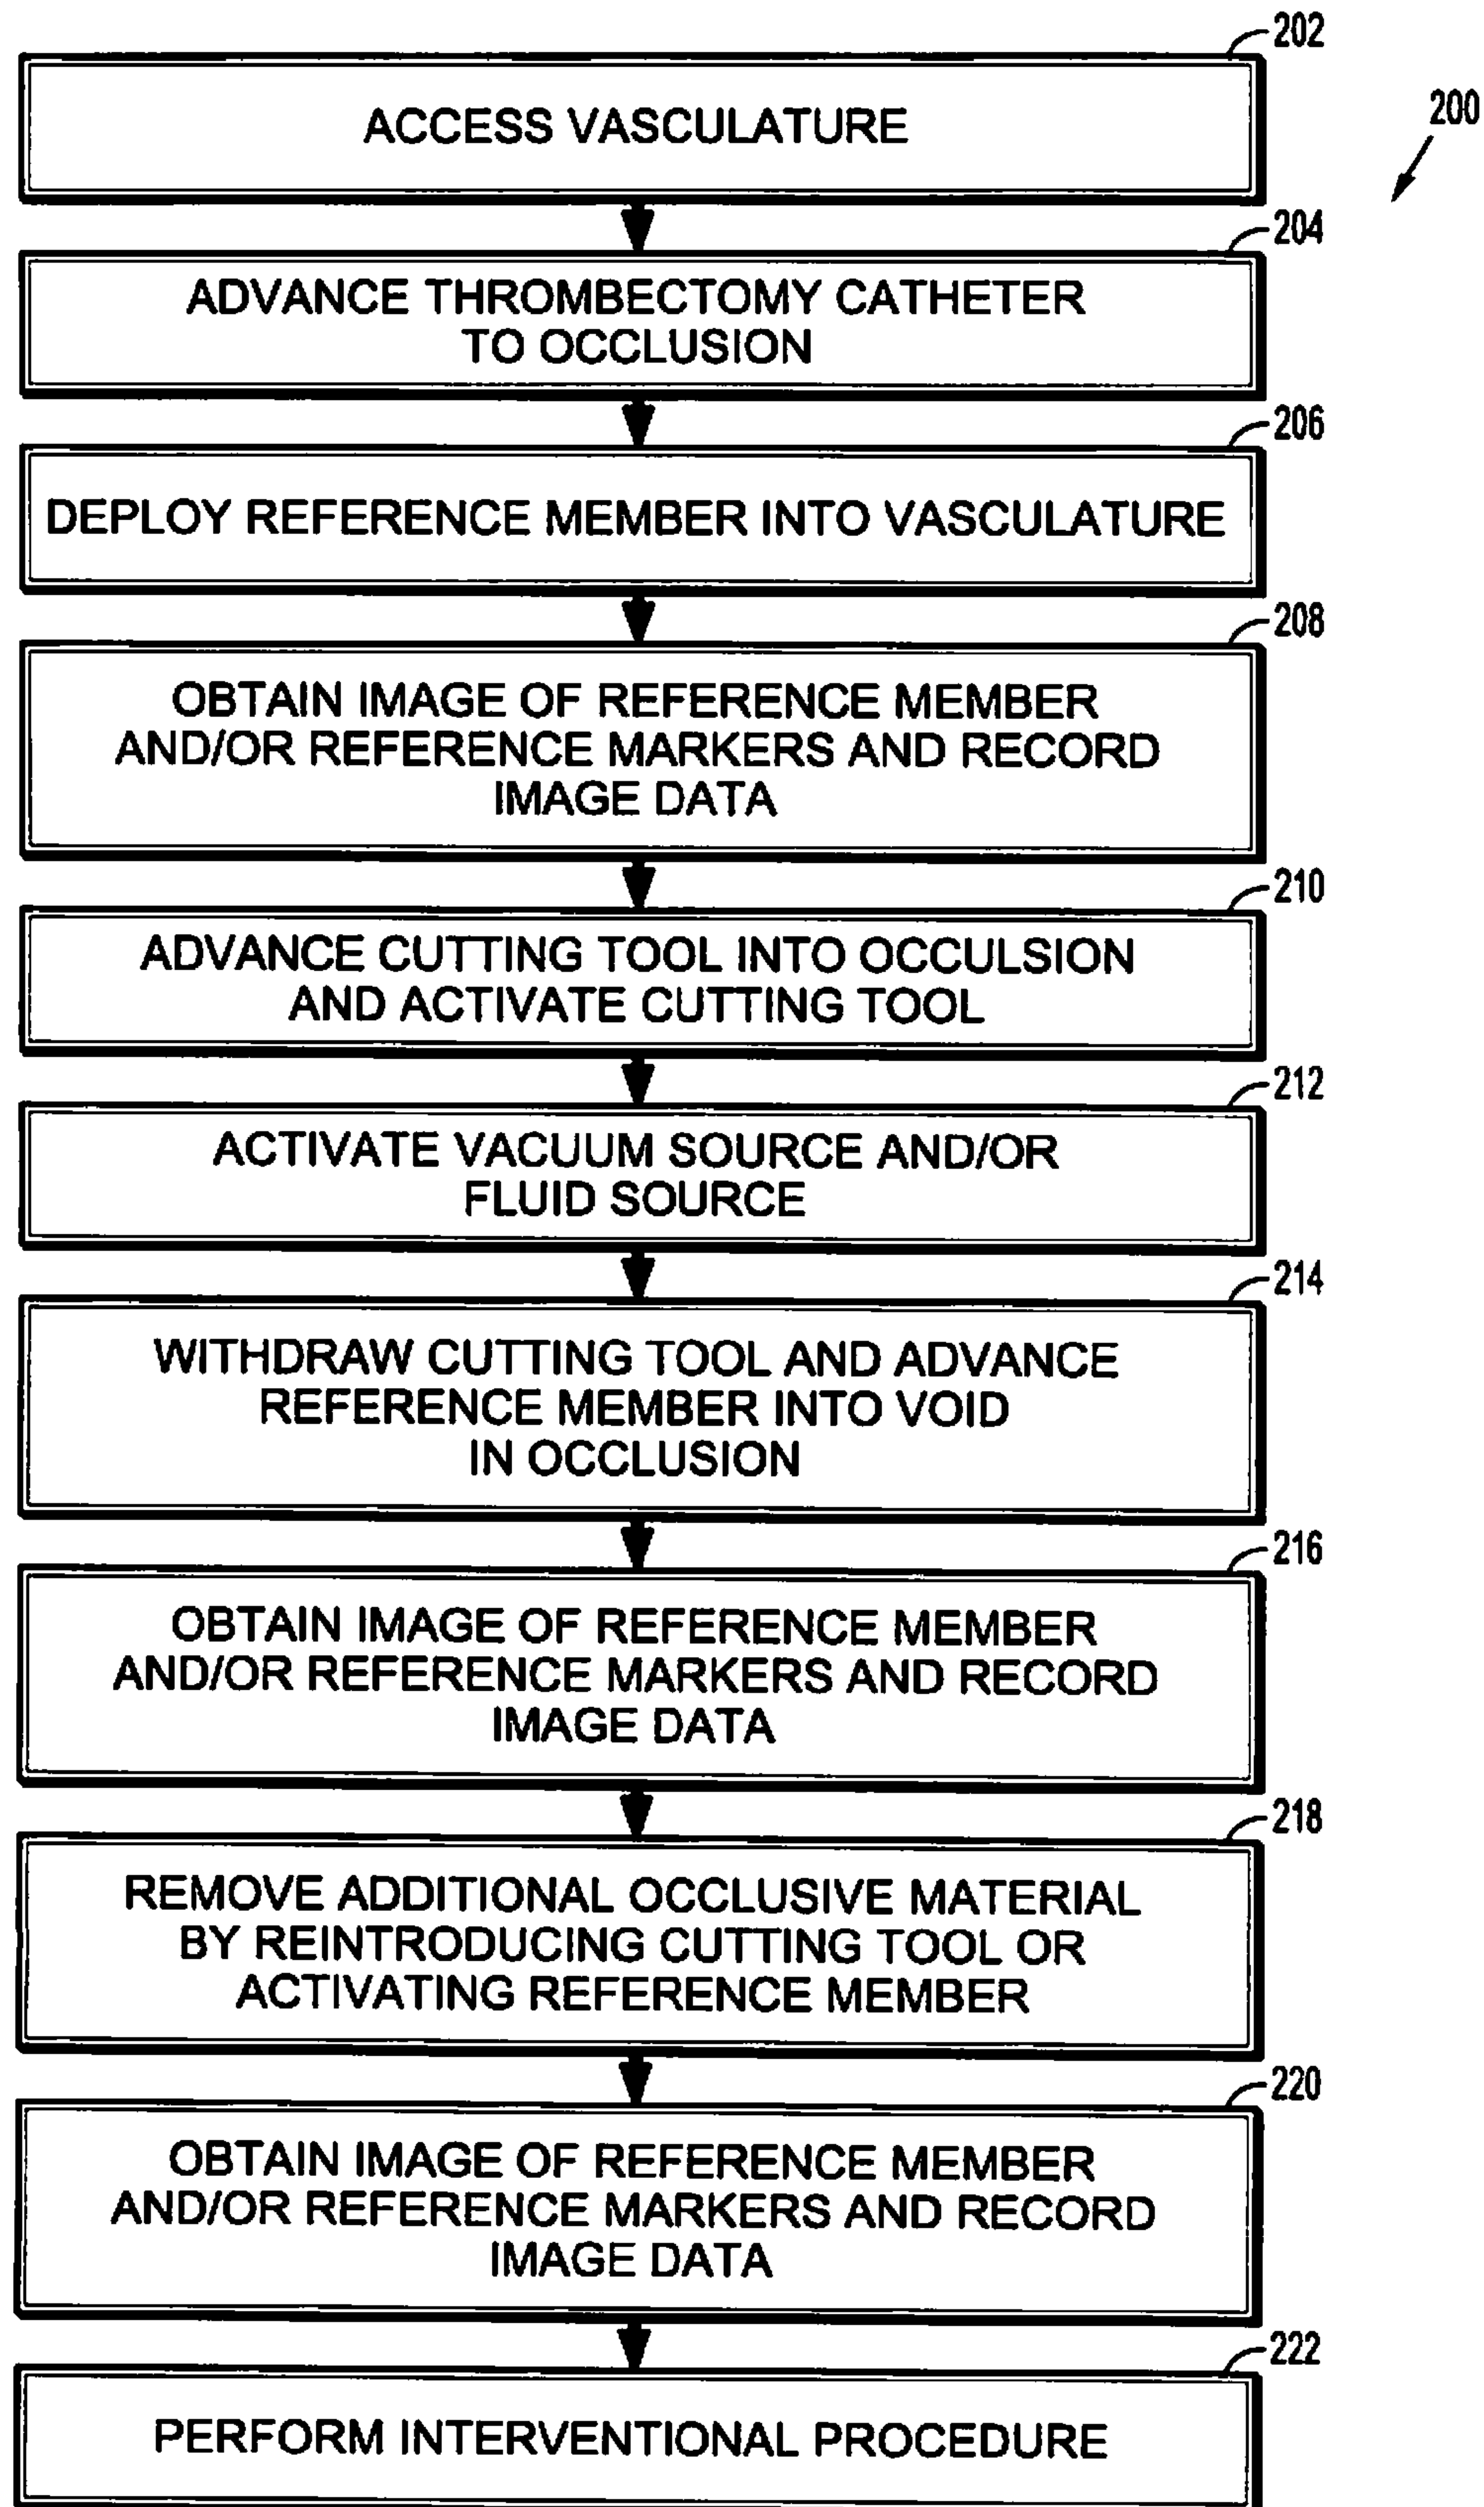 202
ACCESS VASCULATURE
200
204
ADVANCE THROMBECTOMY CATHETER
TO OCCLUSION
206
DEPLOY REFERENCE MEMBER INTO VASCULATURE
208
OBTAIN IMAGE OF REFERENCE MEMBER
AND/OR REFERENCE MARKERS AND RECORD
IMAGE DATA
210
ADVANCE CUTTING TOOL INTO OCCULSION
AND ACTIVATE CUTTING TOOL
212
ACTIVATE VACUUM SOURCE AND/OR
FLUID SOURCE
214
WITHDRAW CUTTING TOOL AND ADVANCE
REFERENCE MEMBER INTO VOID
IN OCCLUSION
216
OBTAIN IMAGE OF REFERENCE MEMBER
AND/OR REFERENCE MARKERS AND RECORD
IMAGE DATA
218
REMOVE ADDITIONAL OCCLUSIVE MATERIAL
BY REINTRODUCING CUTTING TOOL OR
ACTIVATING REFERENCE MEMBER
220
OBTAIN IMAGE OF REFERENCE MEMBER
AND/OR REFERENCE MARKERS AND RECORD
IMAGE DATA
222
PERFORM INTERVENTIONAL PROCEDURE